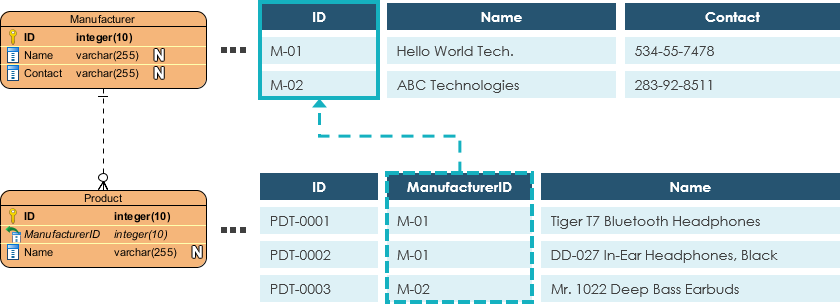 Manufacturer
ID integer(10)
Name varchar(255) N
Contact varchar(255) N
ID Name Contact
M-01 Hello World Tech. 534-55-7478
M-02 ABC Technologies 283-92-8511
Product
ID integer(10)
ManufacturerID integer(10)
Name varchar(255) N
ID ManufacturerID Name
PDT-0001 M-01 Tiger T7 Bluetooth Headphones
PDT-0002 M-01 DD-027 In-Ear Headphones, Black
PDT-0003 M-02 Mr. 1022 Deep Bass Earbuds